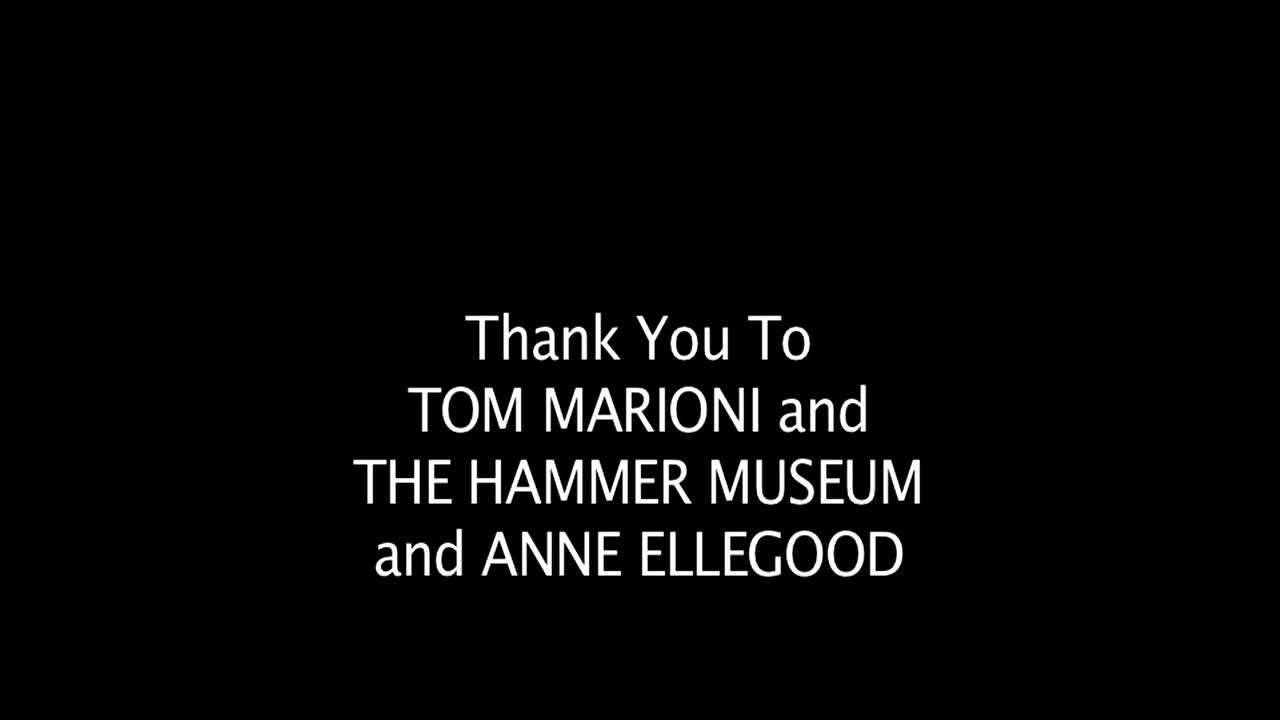 Thank You To
TOM MARIONI and
THE HAMMER MUSEUM
and ANNE ELLEGOOD